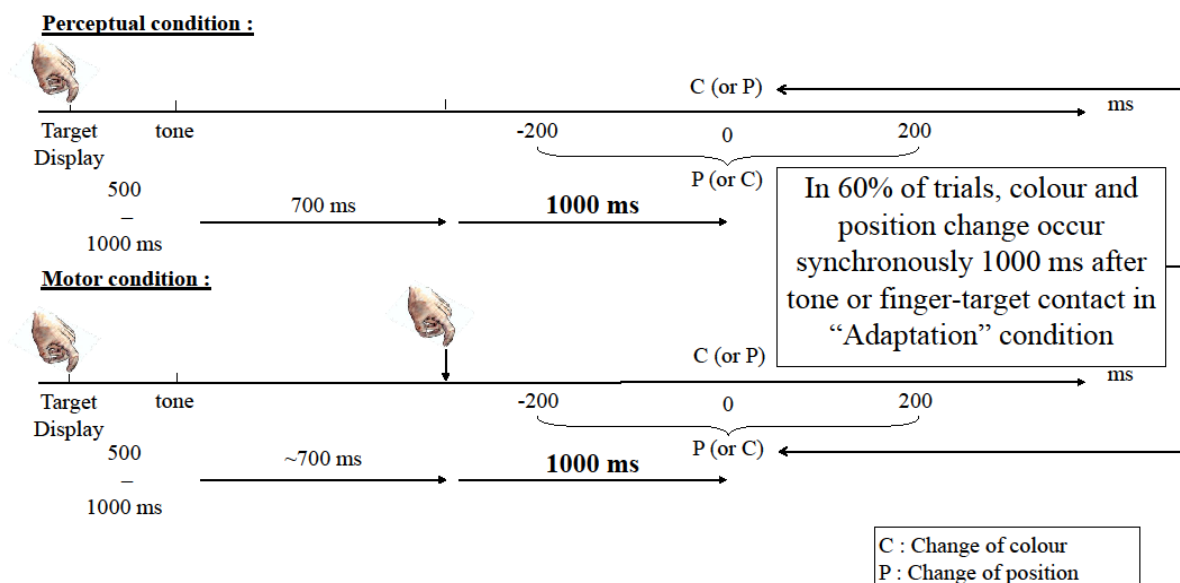 Perceptual condition :
C (or P)
ms
Target
Display
tone
-200
0
200
P (or C)
500
–
1000 ms
700 ms
1000 ms
In 60% of trials, colour and
position change occur
synchronously 1000 ms after
tone or finger-target contact in
“Adaptation” condition
Motor condition :
C (or P)
ms
Target
Display
tone
-200
0
200
P (or C)
500
–
1000 ms
~700 ms
1000 ms
C : Change of colour
P : Change of position